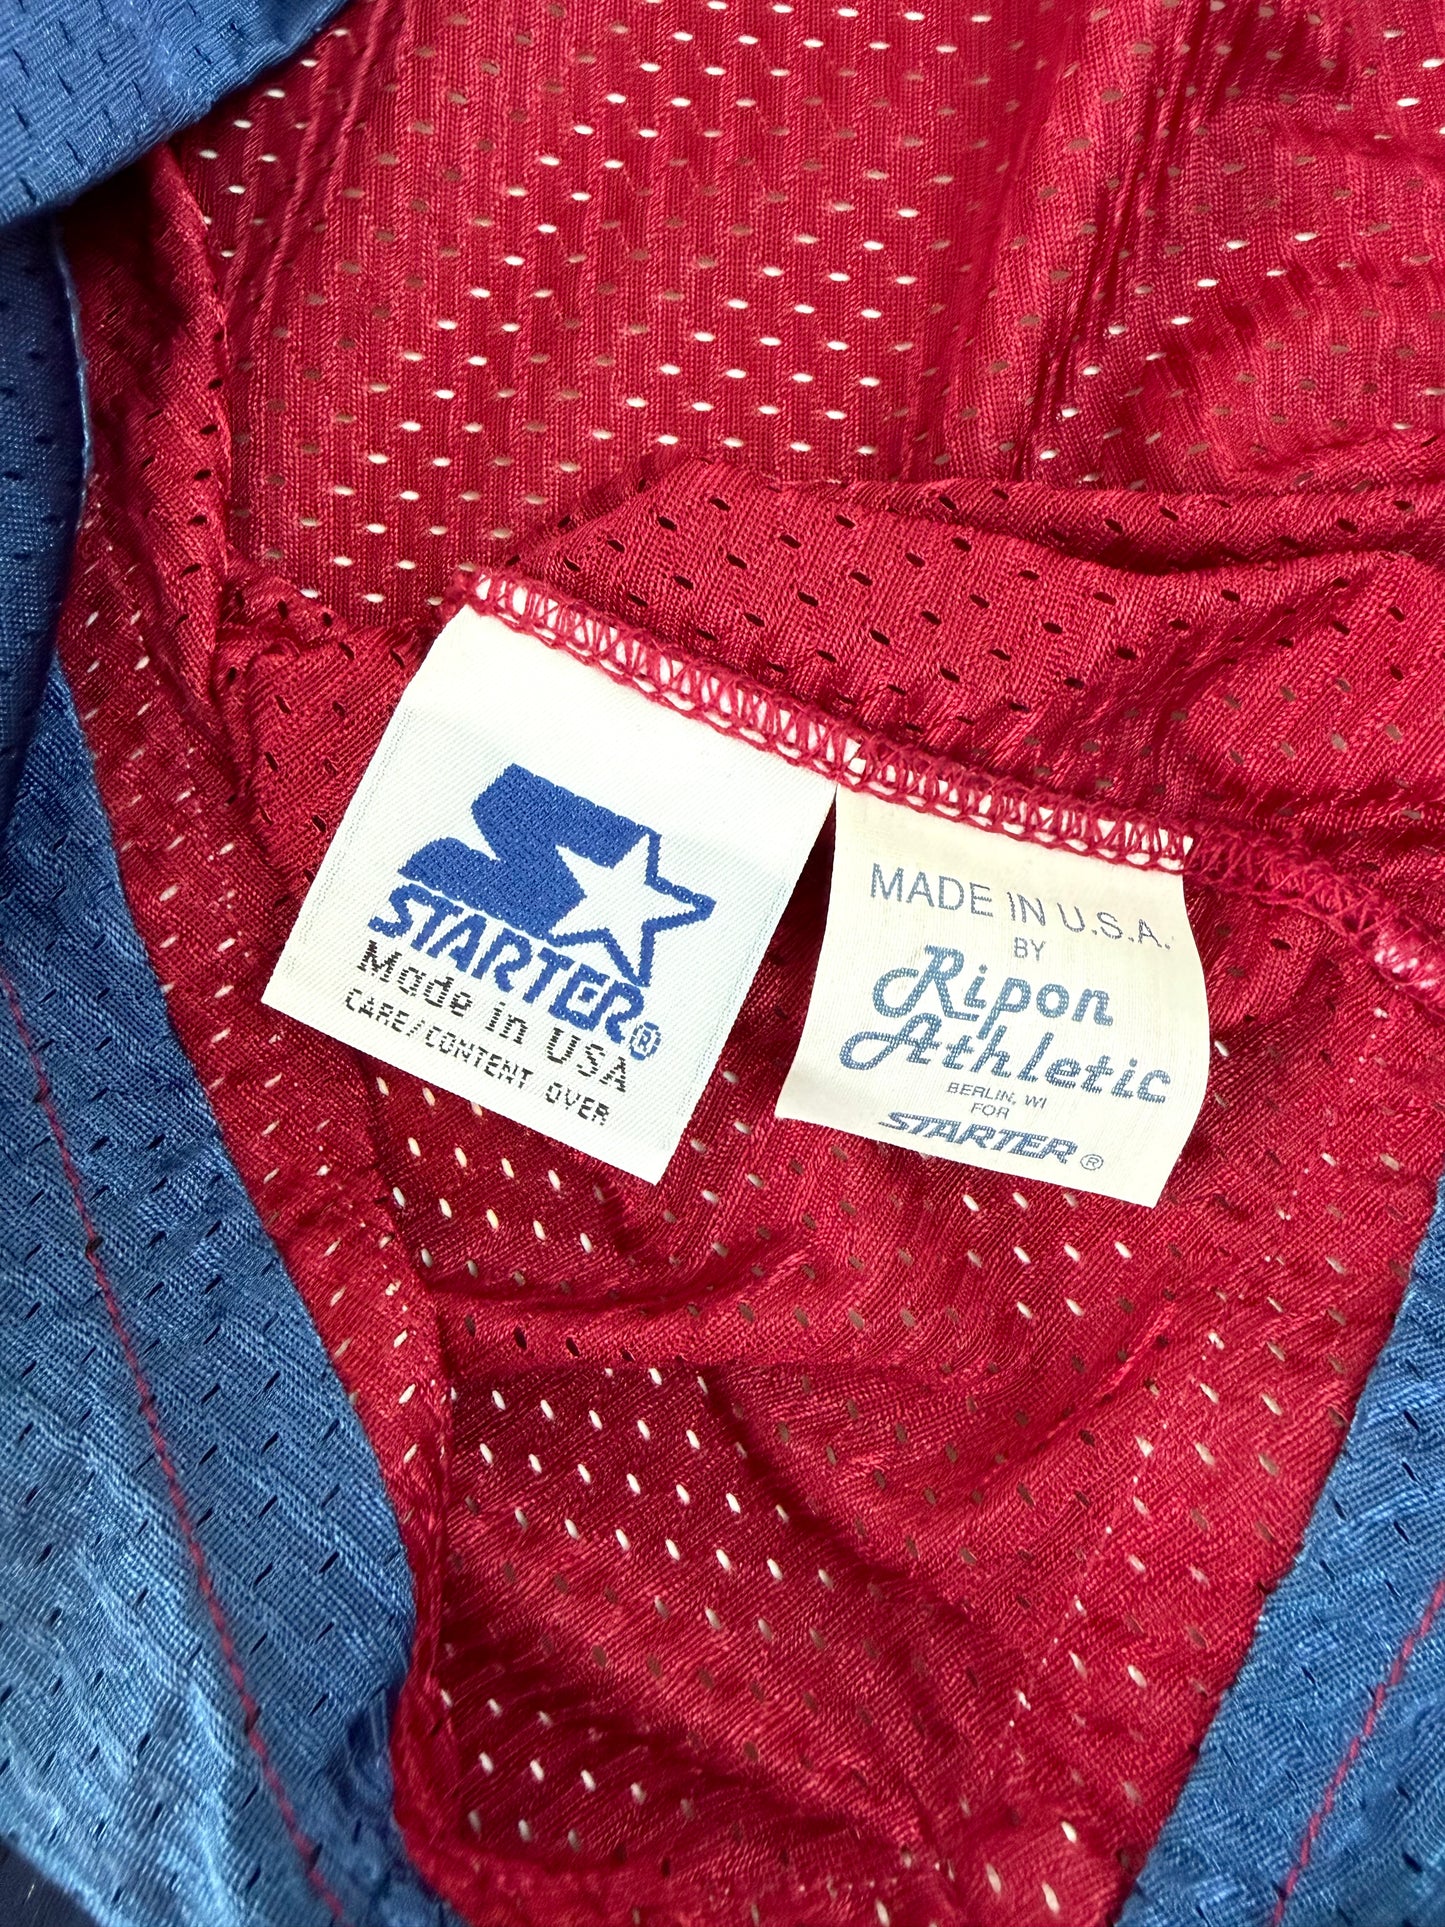 STARTER®
Made in USA
CARE/CONTENT OVER
MADE IN U.S.A.
BY
Ripon
Athletic
BERLIN, WI
FOR
STARTER®